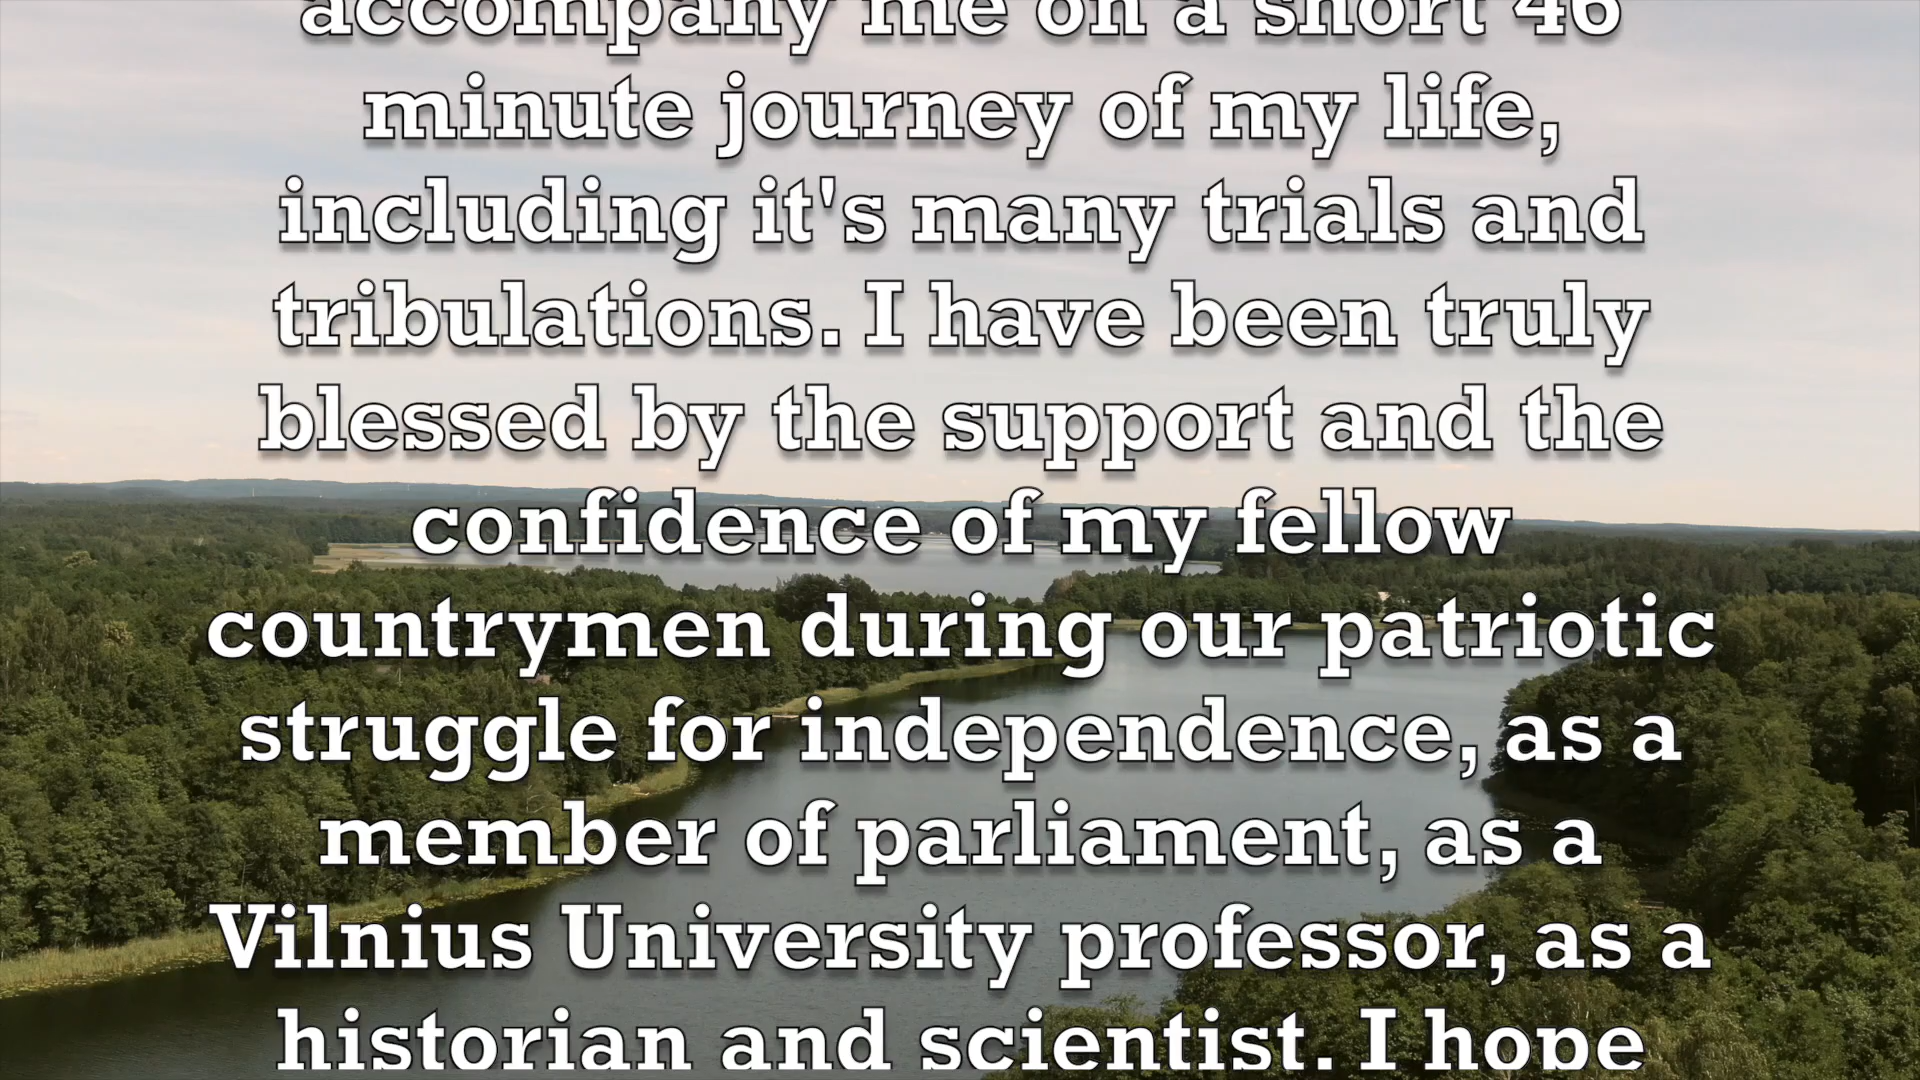 accompany me on a short 46
minute journey of my life,
including it's many trials and
tribulations. I have been truly
blessed by the support and the
confidence of my fellow
countrymen during our patriotic
struggle for independence, as a
member of parliament, as a
Vilnius University professor, as a
historian and scientist. I hope